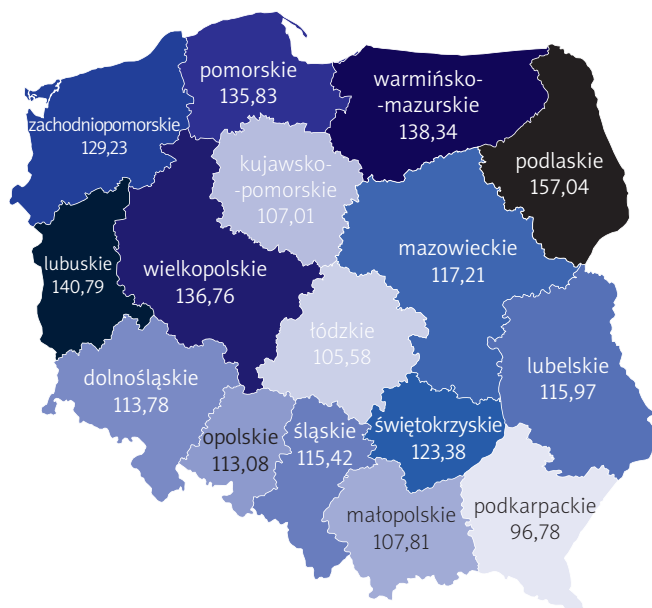 pomorskie
135,83
warmińsko-
-mazurskie
138,34
zachodniopomorskie
129,23
kujawsko-
-pomorskie
107,01
podlaskie
157,04
lubuskie
140,79
wielkopolskie
136,76
mazowieckie
117,21
łódzkie
105,58
dolnośląskie
113,78
lubelskie
115,97
opolskie
113,08
śląskie
115,42
świętokrzyskie
123,38
małopolskie
107,81
podkarpackie
96,78